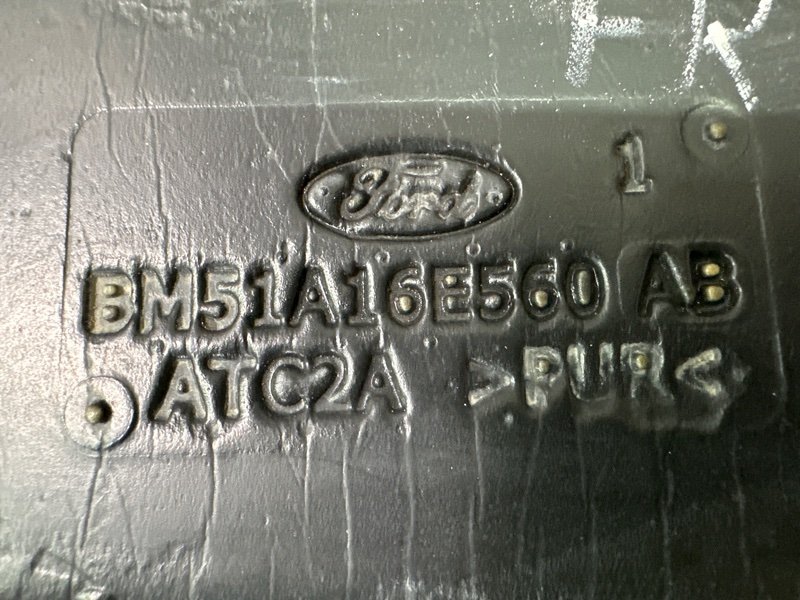 FR
Ford 1
BM51A16E560 AB
ATC2A >PUR<